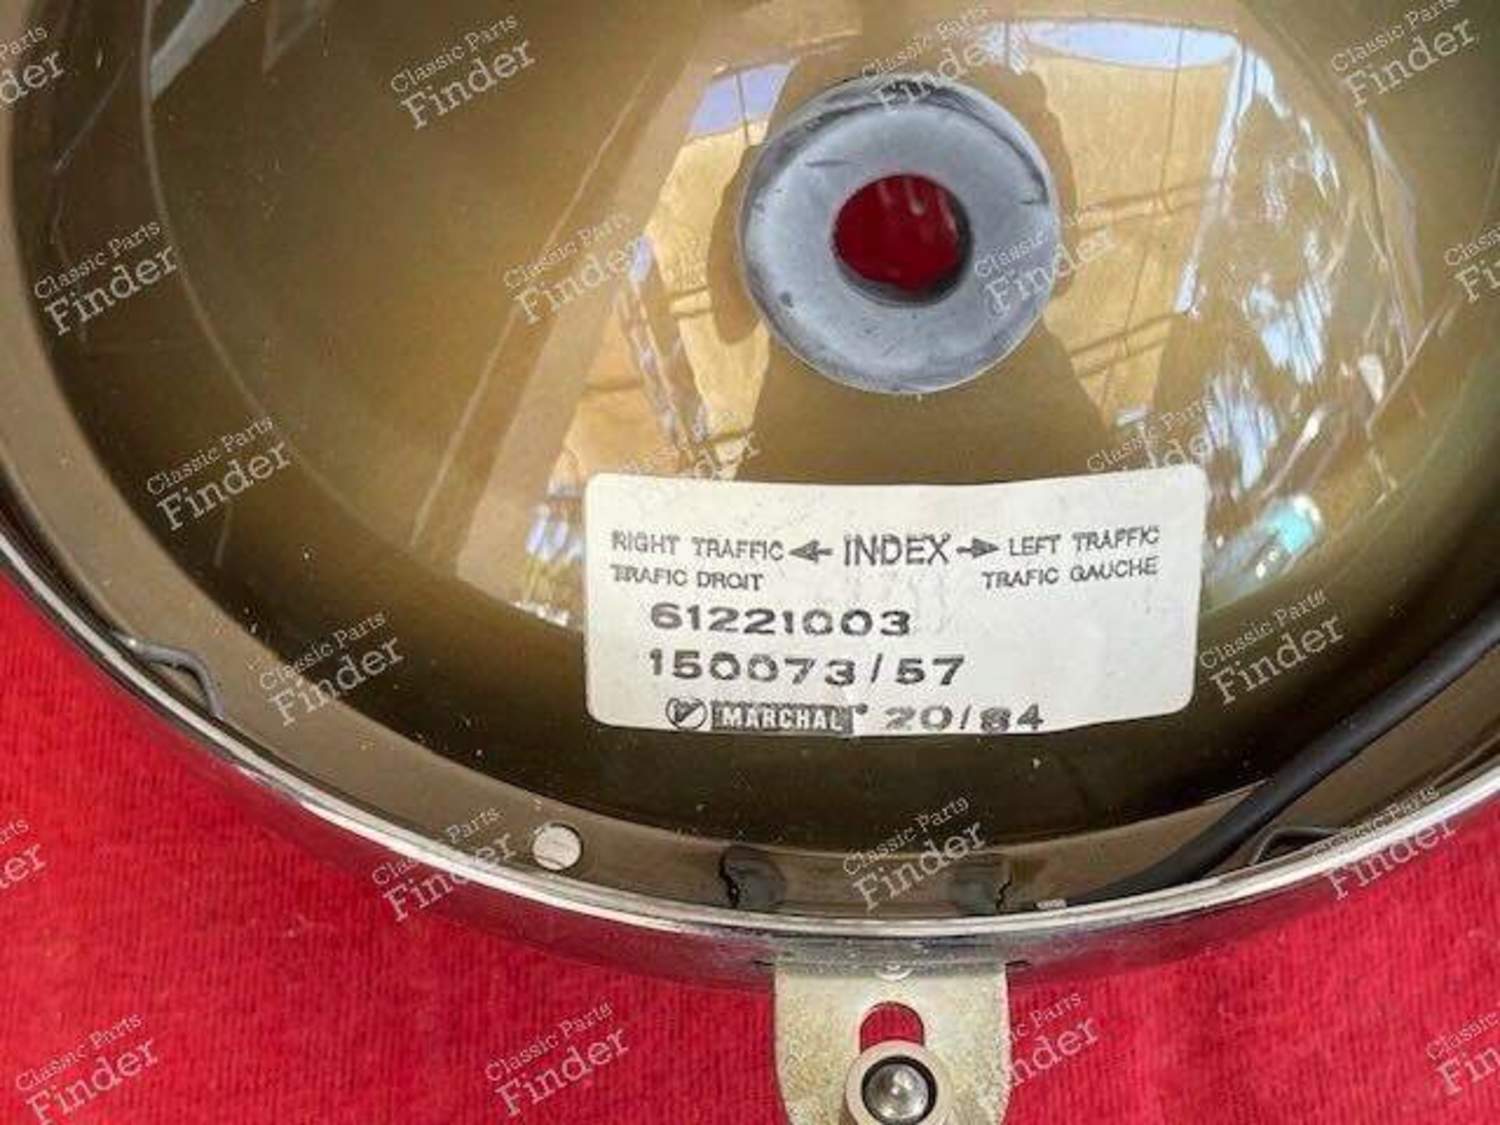 RIGHT TRAFFIC ← INDEX → LEFT TRAFFIC
TRAFIC DROIT TRAFIC GAUCHE
61221003
150073/57
MARCHAL 20/84
Classic Parts
Finder